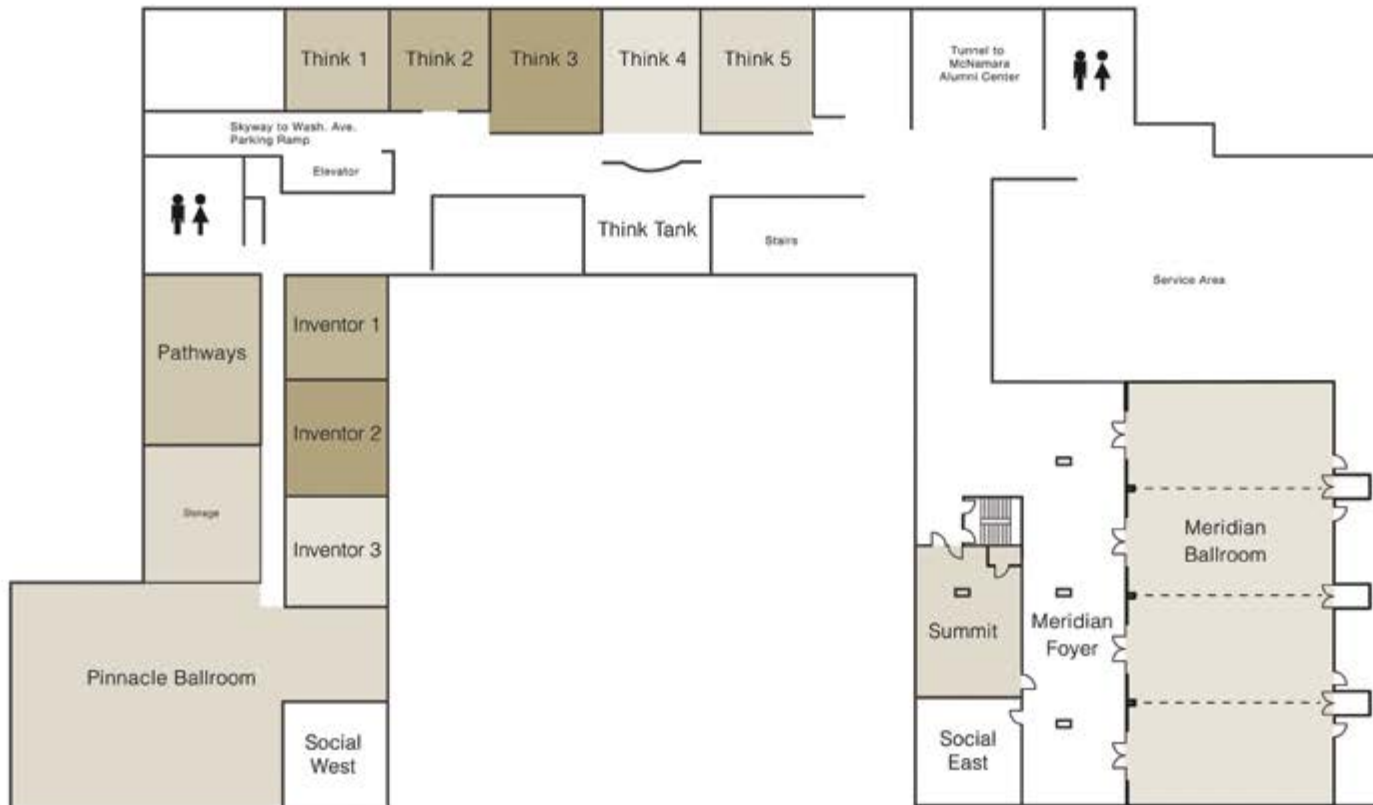 Think 1
Think 2
Think 3
Think 4
Think 5
Tunnel to
McNamara
Alumni Center
Skyway to Wash. Ave.
Parking Ramp
Elevator
Think Tank
Stairs
Service Area
Pathways
Inventor 1
Inventor 2
Storage
Inventor 3
Meridian
Ballroom
Summit
Meridian
Foyer
Pinnacle Ballroom
Social
West
Social
East